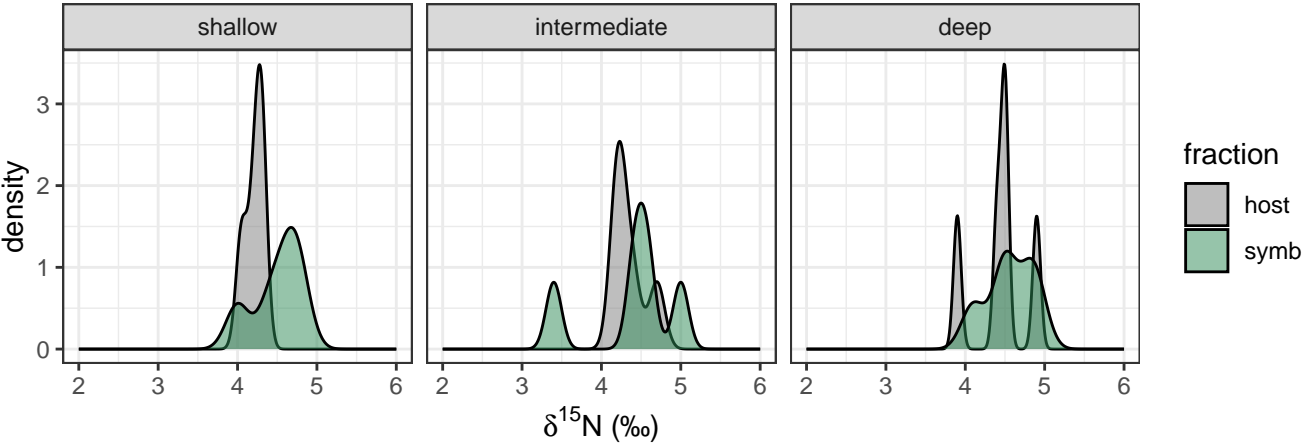 shallow intermediate deep
density
3
2
1
0
2 3 4 5 6 2 3 4 5 6 2 3 4 5 6
δ¹⁵N (‰)
fraction
host
symb